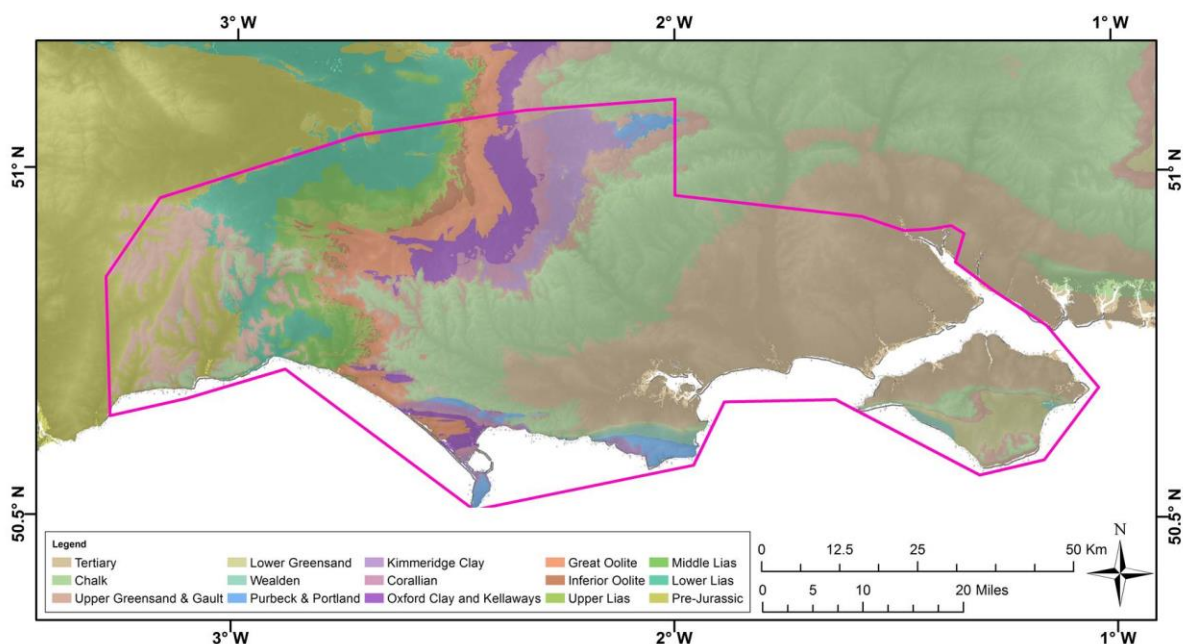 3° W 2° W 1° W
51° N 51° N
50.5° N 50.5° N
Legend
Tertiary Lower Greensand Kimmeridge Clay Great Oolite Middle Lias
Chalk Wealden Corallian Inferior Oolite Lower Lias
Upper Greensand & Gault Purbeck & Portland Oxford Clay and Kellaways Upper Lias Pre-Jurassic
0 12.5 25 50 Km
0 5 10 20 Miles
N
3° W 2° W 1° W